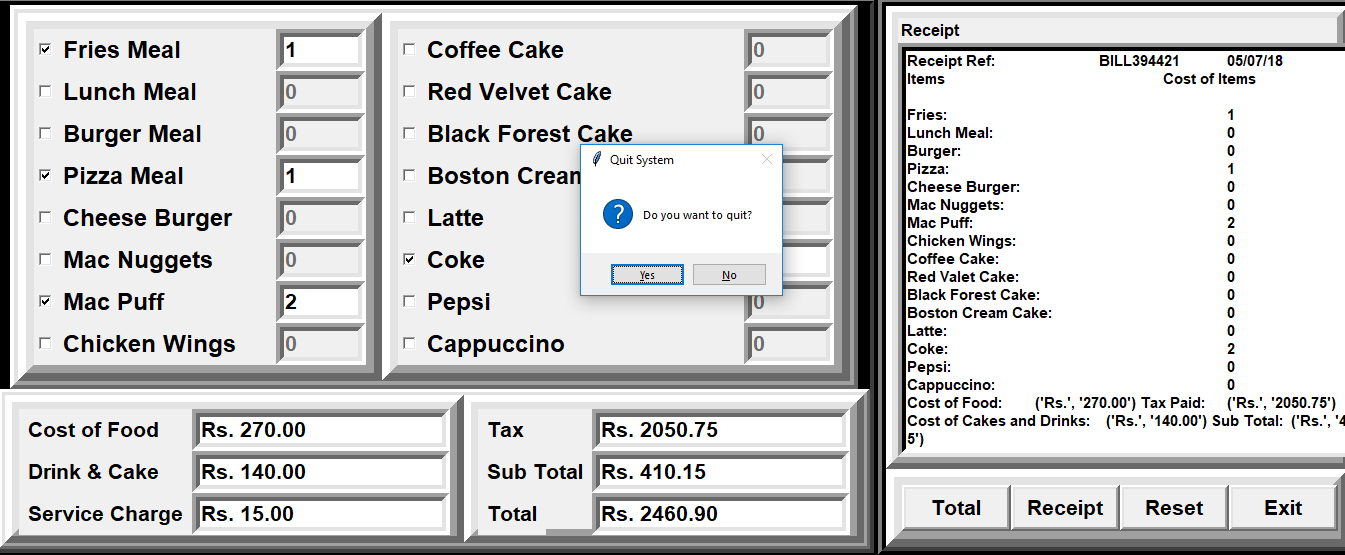 Fries Meal 1
Lunch Meal 0
Burger Meal 0
Pizza Meal 1
Cheese Burger 0
Mac Nuggets 0
Mac Puff 2
Chicken Wings 0
Coffee Cake 0
Red Velvet Cake 0
Black Forest Cake 0
Boston Cream
Latte
Coke
Pepsi 0
Cappuccino 0
Quit System
Do you want to quit?
Yes No
Cost of Food Rs. 270.00
Drink & Cake Rs. 140.00
Service Charge Rs. 15.00
Tax Rs. 2050.75
Sub Total Rs. 410.15
Total Rs. 2460.90
Receipt
Receipt Ref: BILL394421 05/07/18
Items Cost of Items
Fries: 1
Lunch Meal: 0
Burger: 0
Pizza: 1
Cheese Burger: 0
Mac Nuggets: 0
Mac Puff: 2
Chicken Wings: 0
Coffee Cake: 0
Red Valet Cake: 0
Black Forest Cake: 0
Boston Cream Cake: 0
Latte: 0
Coke: 2
Pepsi: 0
Cappuccino: 0
Cost of Food: ('Rs.', '270.00') Tax Paid: ('Rs.', '2050.75')
Cost of Cakes and Drinks: ('Rs.', '140.00') Sub Total: ('Rs.', '4
5')
Total Receipt Reset Exit